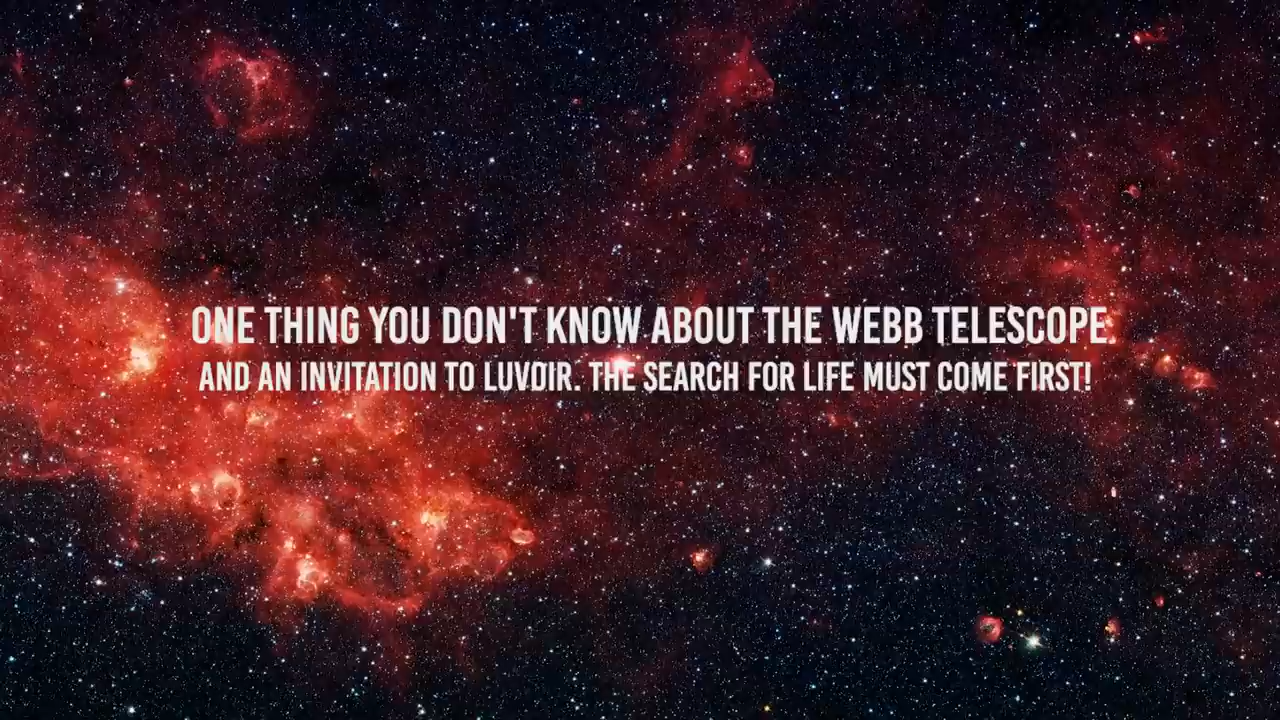 ONE THING YOU DON'T KNOW ABOUT THE WEBB TELESCOPE.
AND AN INVITATION TO LUVOIR. THE SEARCH FOR LIFE MUST COME FIRST!